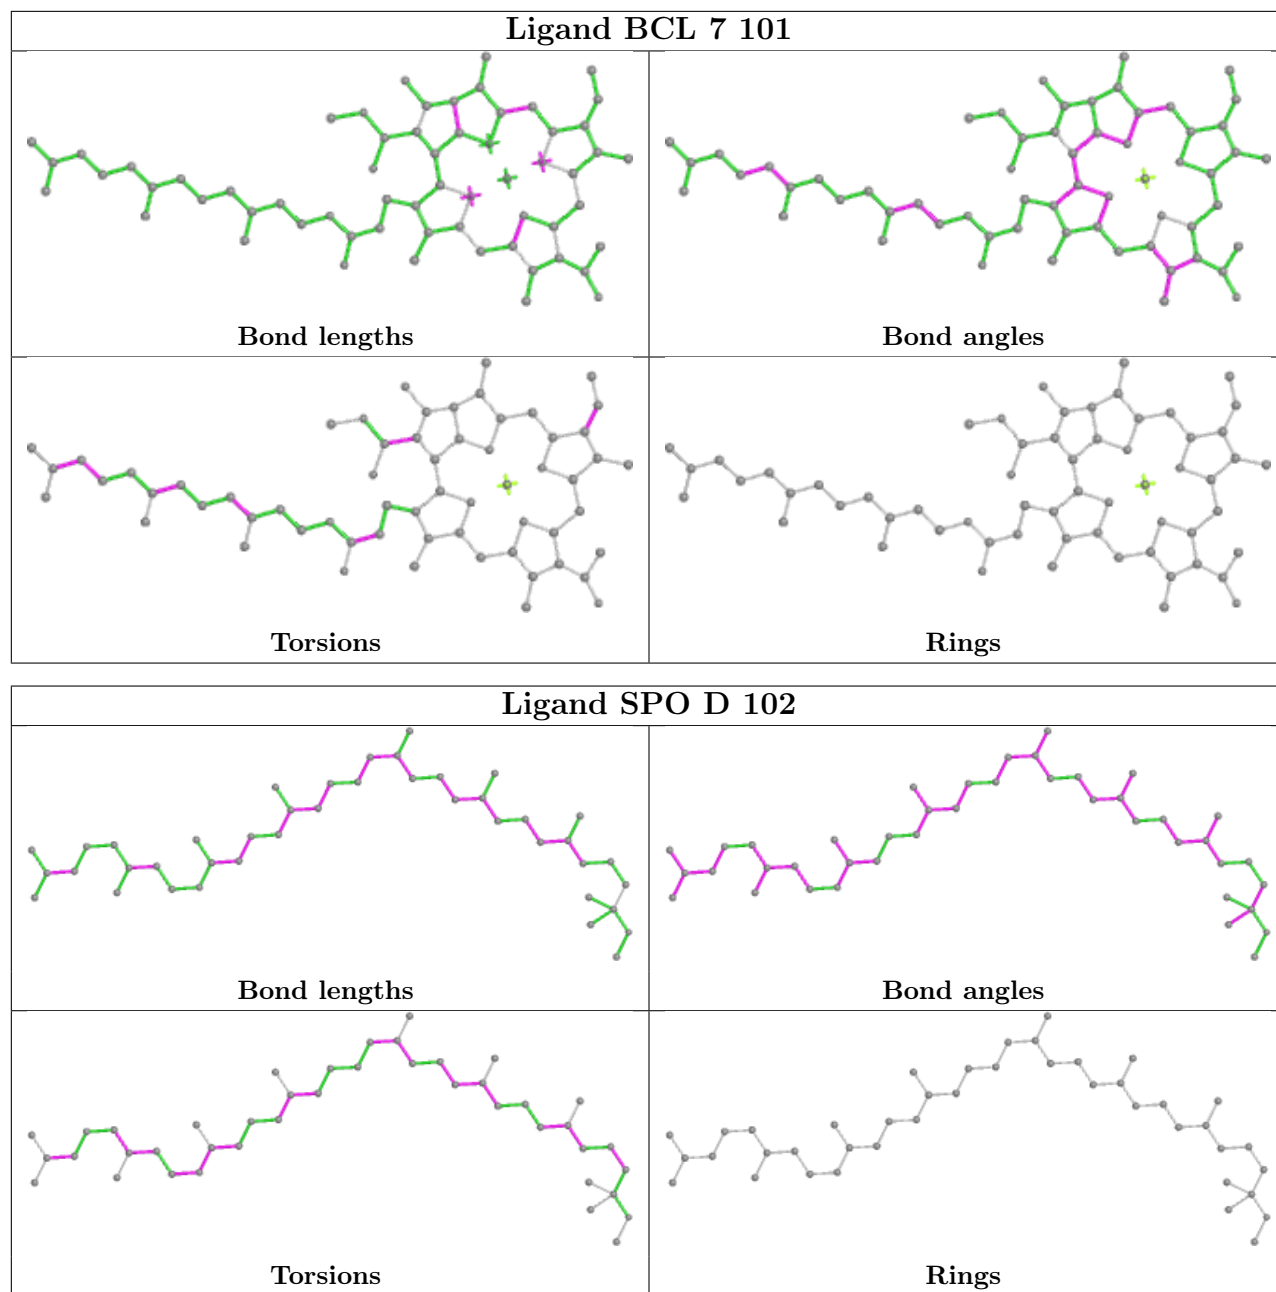 Ligand BCL 7 101
Bond lengths
Bond angles
Torsions
Rings
Ligand SPO D 102
Bond lengths
Bond angles
Torsions
Rings